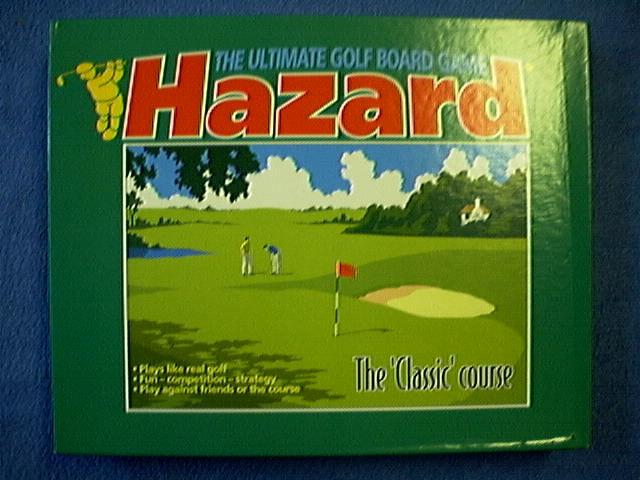 THE ULTIMATE GOLF BOARD GAME
Hazard
• Plays like real golf
• Fun - competition - strategy
• Play against friends or the course
The 'Classic' course